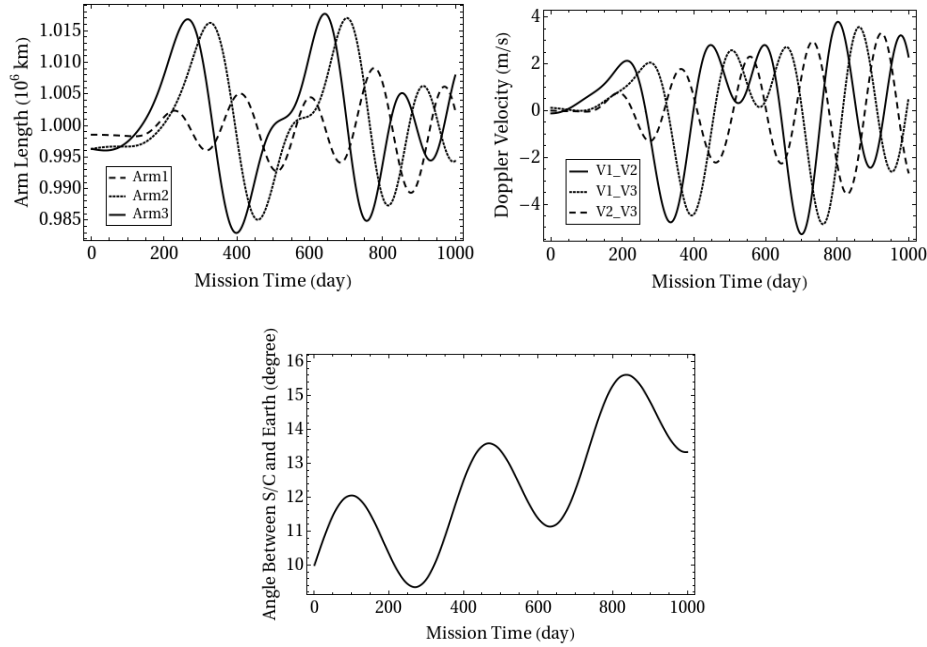 Arm Length (10⁶ km)
1.015
1.010
1.005
1.000
0.995
0.990
0.985
Arm1
Arm2
Arm3
0 200 400 600 800 1000
Mission Time (day)
Doppler Velocity (m/s)
4
2
0
−2
−4
V1_V2
V1_V3
V2_V3
0 200 400 600 800 1000
Mission Time (day)
Angle Between S/C and Earth (degree)
16
15
14
13
12
11
10
0 200 400 600 800 1000
Mission Time (day)